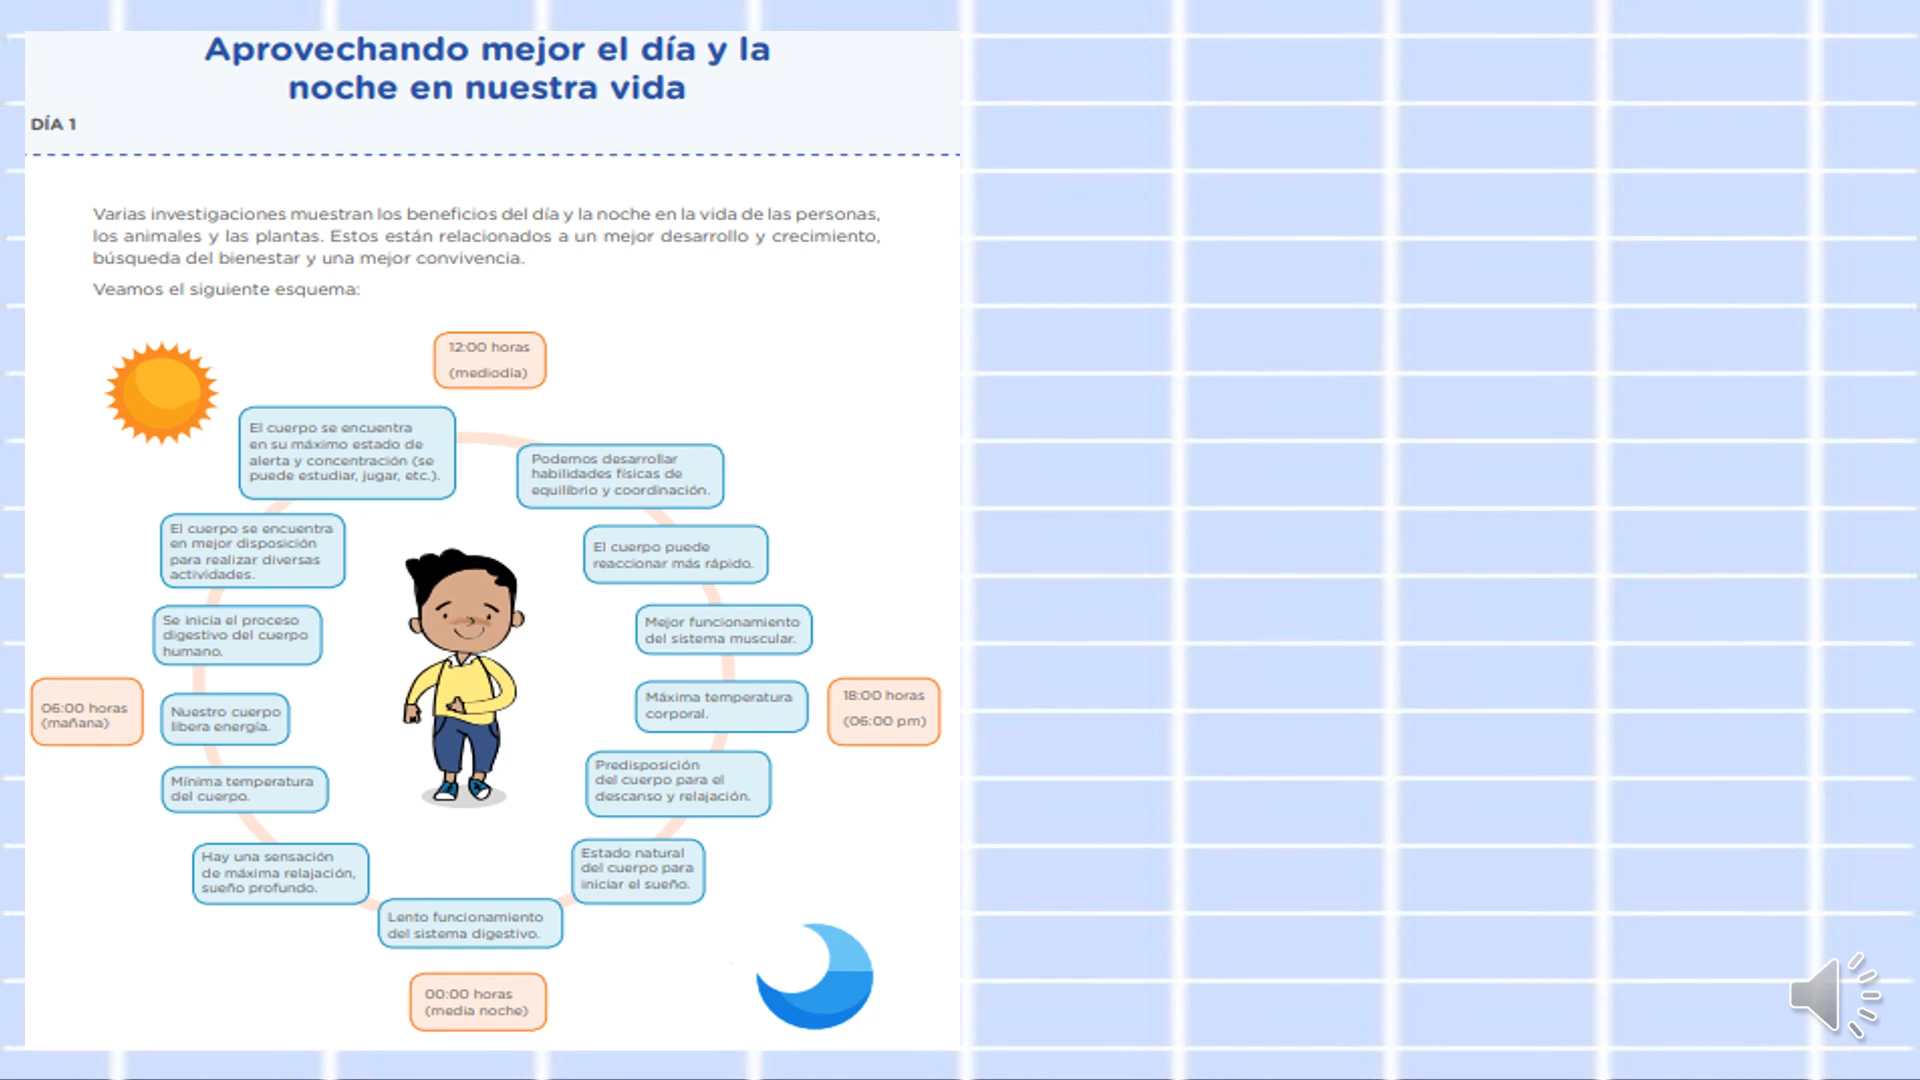 Aprovechando mejor el día y la
noche en nuestra vida
DÍA 1
Varias investigaciones muestran los beneficios del día y la noche en la vida de las personas,
los animales y las plantas. Estos están relacionados a un mejor desarrollo y crecimiento,
búsqueda del bienestar y una mejor convivencia.
Veamos el siguiente esquema:
12:00 horas
(mediodía)
El cuerpo se encuentra
en su máximo estado de
alerta y concentración (se
puede estudiar, jugar, etc.).
Podemos desarrollar
habilidades físicas de
equilibrio y coordinación.
El cuerpo se encuentra
en mejor disposición
para realizar diversas
actividades.
El cuerpo puede
reaccionar más rápido.
Se inicia el proceso
digestivo del cuerpo
humano.
Mejor funcionamiento
del sistema muscular.
06:00 horas
(mañana)
Nuestro cuerpo
libera energía.
Máxima temperatura
corporal.
18:00 horas
(06:00 pm)
Mínima temperatura
del cuerpo.
Predisposición
del cuerpo para el
descanso y relajación.
Hay una sensación
de máxima relajación,
sueño profundo.
Estado natural
del cuerpo para
iniciar el sueño.
Lento funcionamiento
del sistema digestivo.
00:00 horas
(media noche)